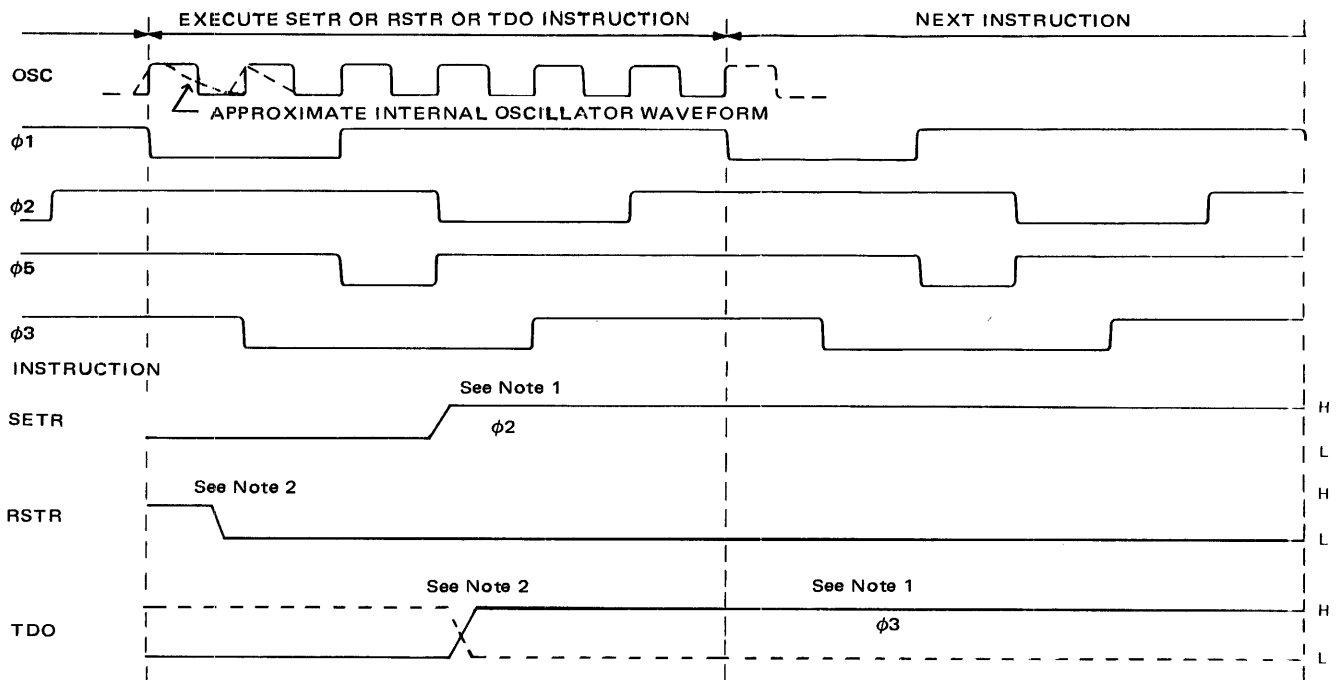 EXECUTE SETR OR RSTR OR TDO INSTRUCTION
NEXT INSTRUCTION
OSC
APPROXIMATE INTERNAL OSCILLATOR WAVEFORM
ϕ1
ϕ2
ϕ5
ϕ3
INSTRUCTION
See Note 1
SETR
ϕ2
H
L
See Note 2
RSTR
H
L
See Note 2
See Note 1
TDO
ϕ3
H
L